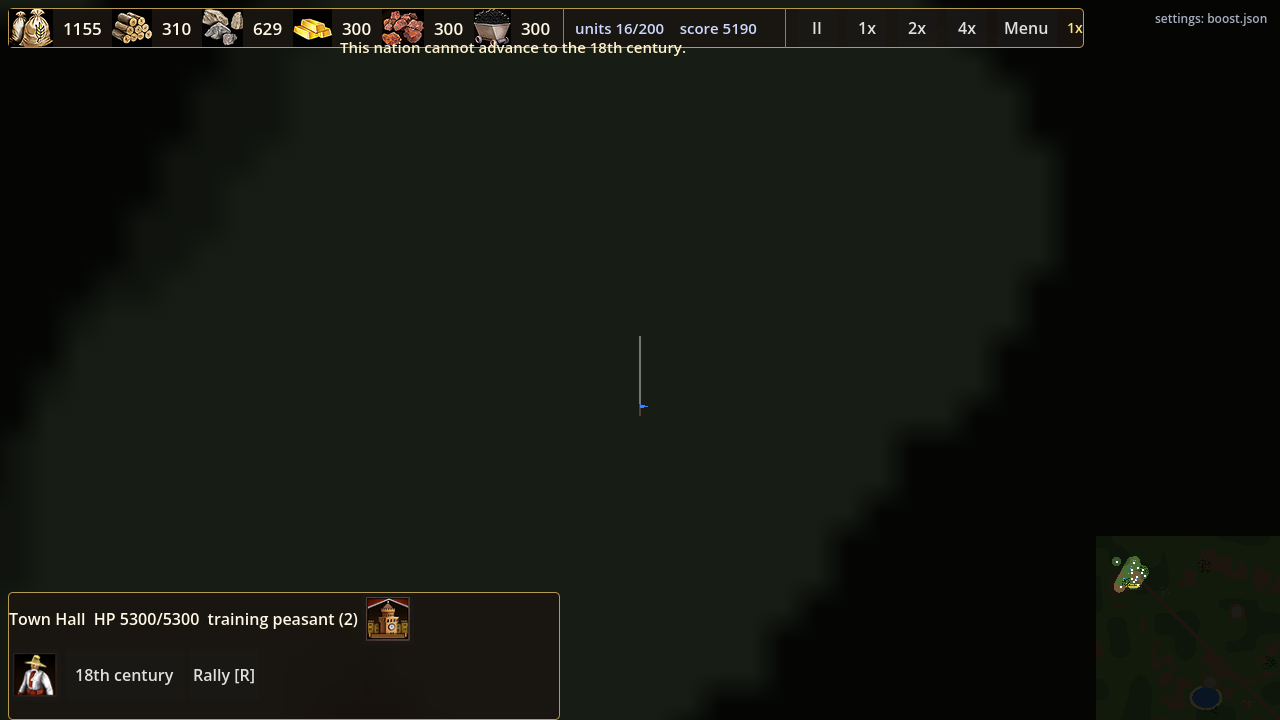 1155 310 629 300 300 300 units 16/200 score 5190 II 1x 2x 4x Menu 1x
settings: boost.json
This nation cannot advance to the 18th century.
Town Hall HP 5300/5300 training peasant (2)
18th century Rally [R]